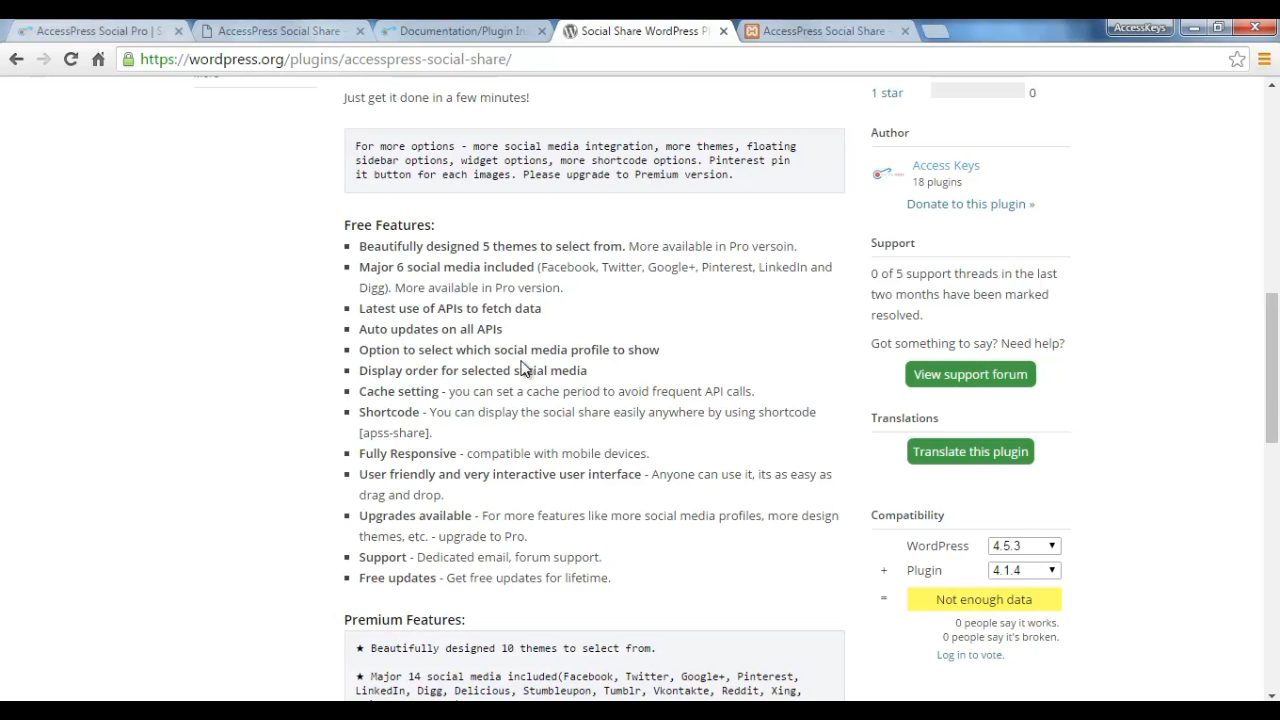 AccessPress Social Pro | S
AccessPress Social Share -
Documentation/Plugin In
Social Share WordPress P
AccessPress Social Share -
AccessKeys
https://wordpress.org/plugins/accesspress-social-share/
Just get it done in a few minutes!
For more options - more social media integration, more themes, floating
sidebar options, widget options, more shortcode options. Pinterest pin
it button for each images. Please upgrade to Premium version.
Free Features:
Beautifully designed 5 themes to select from. More available in Pro versoin.
Major 6 social media included (Facebook, Twitter, Google+, Pinterest, LinkedIn and
Digg). More available in Pro version.
Latest use of APIs to fetch data
Auto updates on all APIs
Option to select which social media profile to show
Display order for selected social media
Cache setting - you can set a cache period to avoid frequent API calls.
Shortcode - You can display the social share easily anywhere by using shortcode
[apss-share].
Fully Responsive - compatible with mobile devices.
User friendly and very interactive user interface - Anyone can use it, its as easy as
drag and drop.
Upgrades available - For more features like more social media profiles, more design
themes, etc. - upgrade to Pro.
Support - Dedicated email, forum support.
Free updates - Get free updates for lifetime.
Premium Features:
★ Beautifully designed 10 themes to select from.
★ Major 14 social media included(Facebook, Twitter, Google+, Pinterest,
LinkedIn, Digg, Delicious, Stumbleupon, Tumblr, Vkontakte, Reddit, Xing,
1 star 0
Author
Access Keys
18 plugins
Donate to this plugin »
Support
0 of 5 support threads in the last
two months have been marked
resolved.
Got something to say? Need help?
View support forum
Translations
Translate this plugin
Compatibility
WordPress 4.5.3
+ Plugin 4.1.4
= Not enough data
0 people say it works.
0 people say it's broken.
Log in to vote.